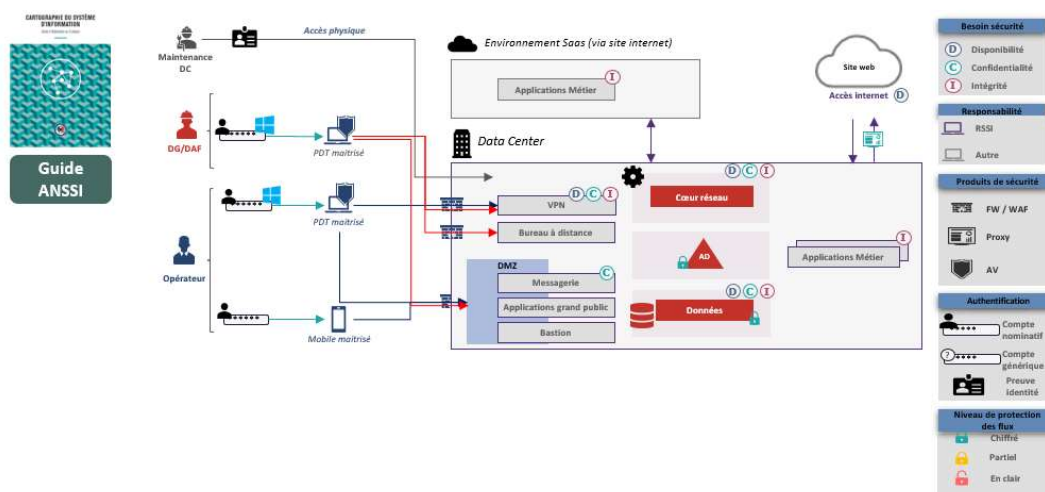 CARTOGRAPHIE DU SYSTÈME
D'INFORMATION
Guide
ANSSI
Maintenance
DC
Accès physique
DG/DAF
PDT maitrisé
PDT maitrisé
Opérateur
Mobile maitrisé
Environnement Saas (via site internet)
Applications Métier
I
Site web
Accès internet
D
Data Center
D C I
VPN
Bureau à distance
DMZ
Messagerie
C
Applications grand public
Bastion
D C I
Cœur réseau
AD
D C I
Données
I
Applications Métier
Besoin sécurité
D Disponibilité
C Confidentialité
I Intégrité
Responsabilité
RSSI
Autre
Produits de sécurité
FW / WAF
Proxy
AV
Authentification
Compte
nominatif
? Compte
générique
Preuve
identité
Niveau de protection
des flux
Chiffré
Partiel
En clair